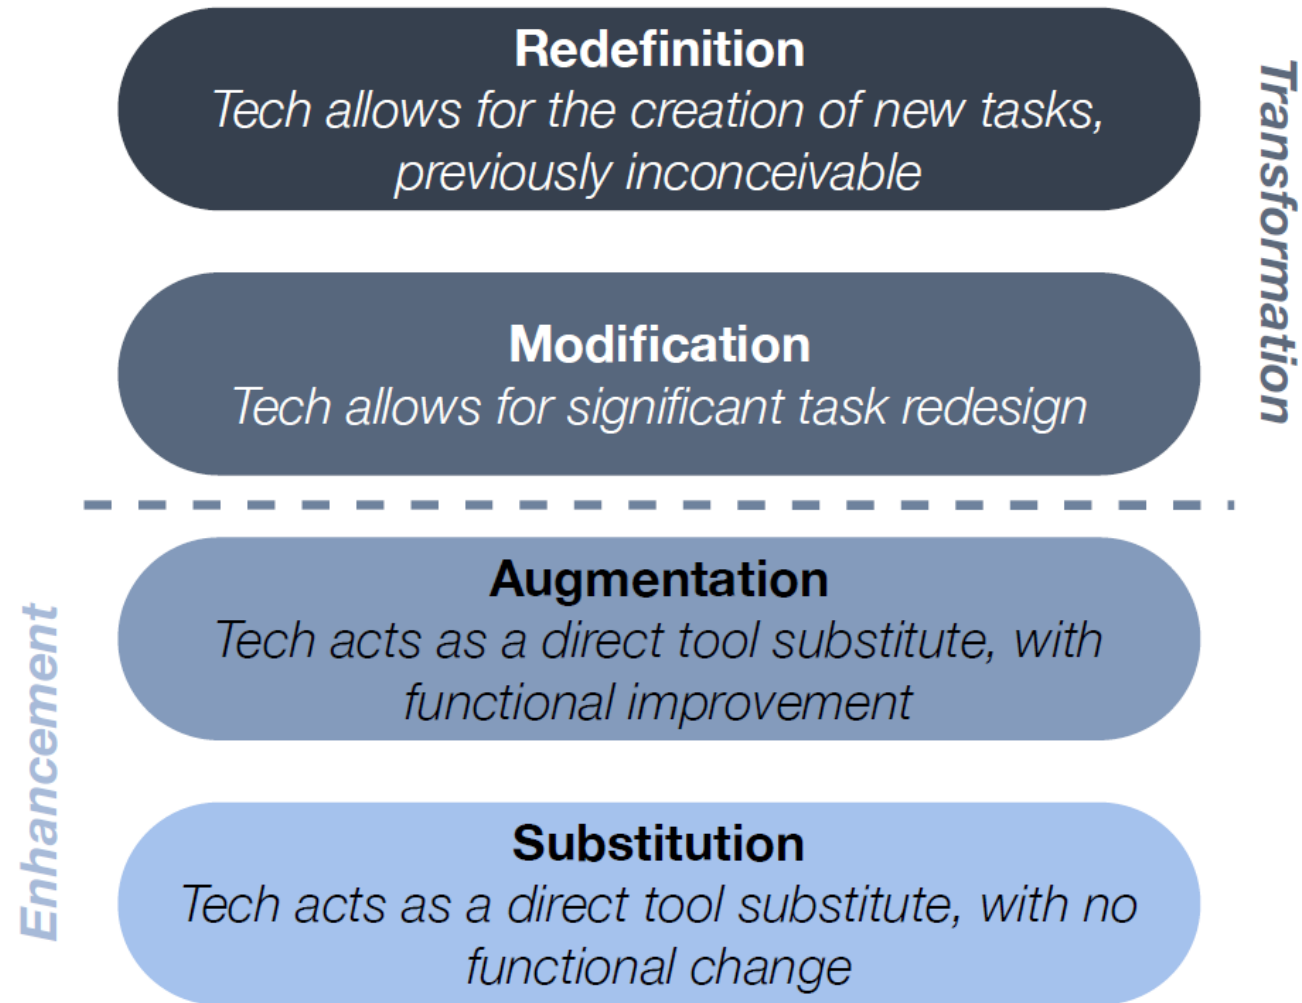 Redefinition
Tech allows for the creation of new tasks,
previously inconceivable
Transformation
Modification
Tech allows for significant task redesign
Augmentation
Tech acts as a direct tool substitute, with
functional improvement
Enhancement
Substitution
Tech acts as a direct tool substitute, with no
functional change